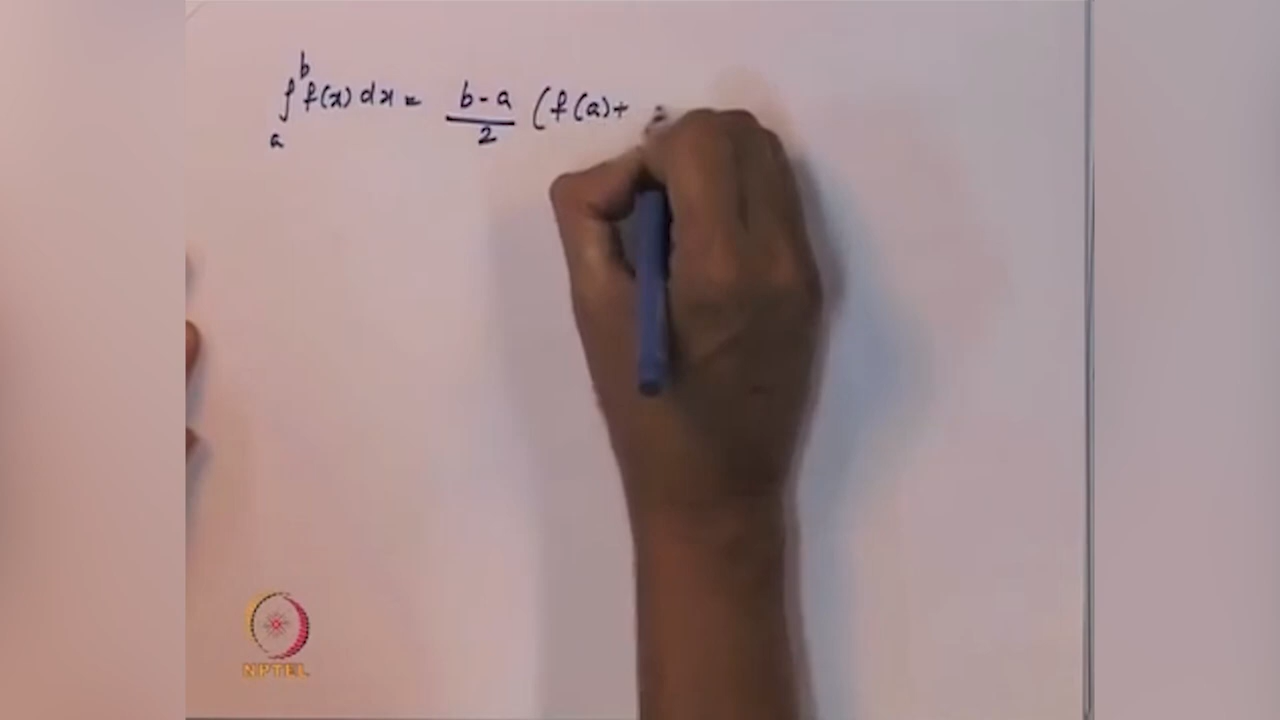 ∫_a^b f(x) dx = (b-a)/2 (f(a)+
NPTEL